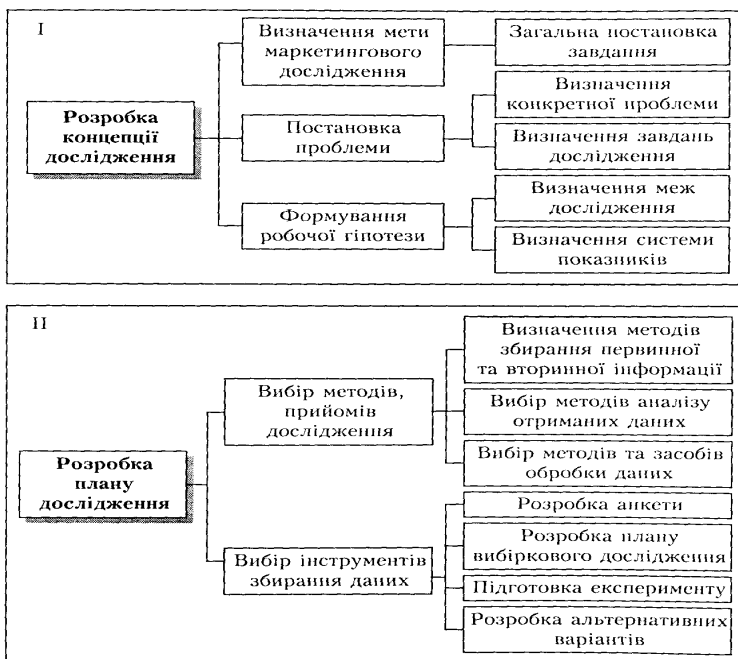 I
Розробка
концепції
дослідження
Визначення мети
маркетингового
дослідження
Загальна постановка
завдання
Постановка
проблеми
Визначення
конкретної проблеми
Визначення завдань
дослідження
Формування
робочої гіпотези
Визначення меж
дослідження
Визначення системи
показників
II
Розробка
плану
дослідження
Вибір методів,
прийомів
дослідження
Визначення методів
збирання первинної
та вторинної інформації
Вибір методів аналізу
отриманих даних
Вибір методів та засобів
обробки даних
Вибір інструментів
збирання даних
Розробка анкети
Розробка плану
вибіркового дослідження
Підготовка експерименту
Розробка альтернативних
варіантів